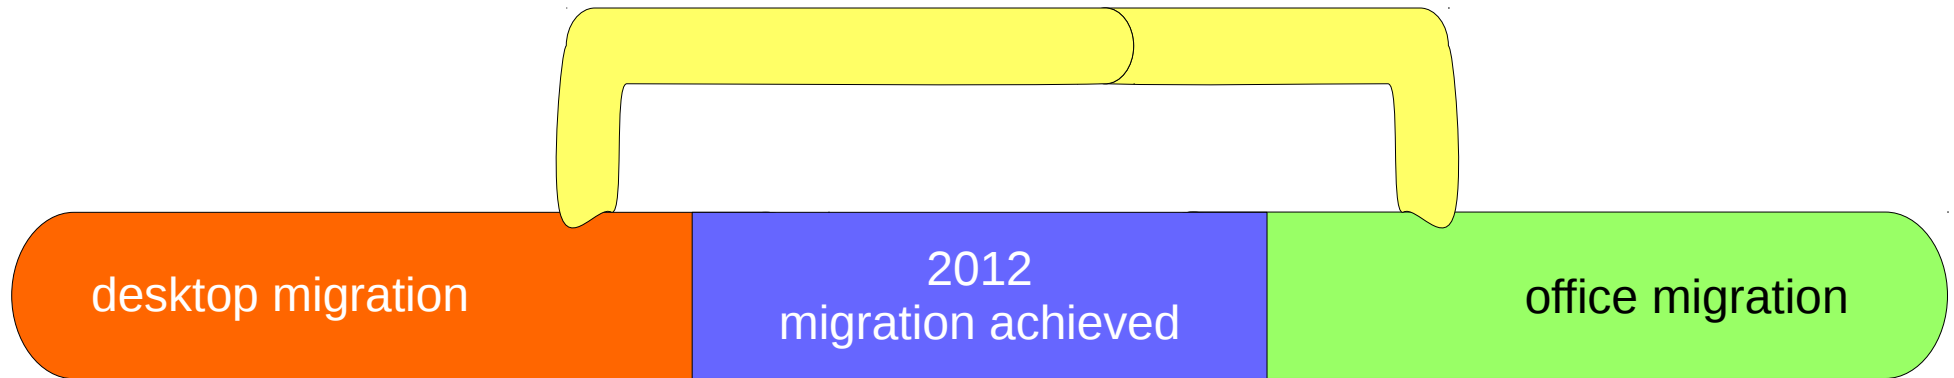 desktop migration
2012
migration achieved
office migration